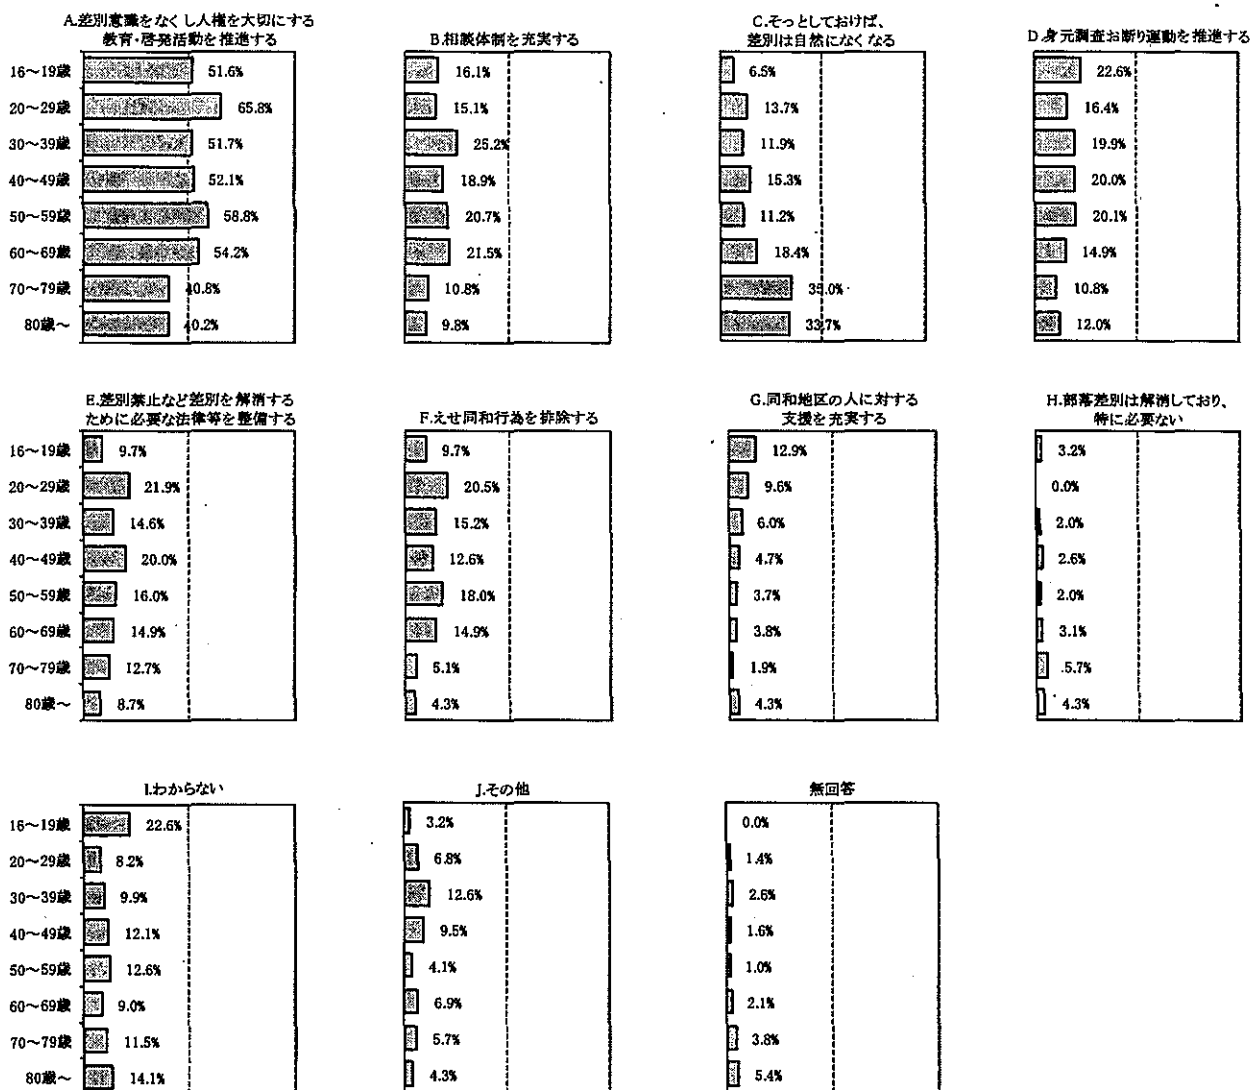 A.差別意識をなくし人権を大切にする
教育・啓発活動を推進する
16～19歳 51.6%
20～29歳 65.8%
30～39歳 51.7%
40～49歳 52.1%
50～59歳 58.8%
60～69歳 54.2%
70～79歳 40.8%
80歳～ 40.2%
B.相談体制を充実する
16.1%
15.1%
25.2%
18.9%
20.7%
21.5%
10.8%
9.8%
C.そっとしておけば、
差別は自然になくなる
6.5%
13.7%
11.9%
15.3%
11.2%
18.4%
35.0%
33.7%
D.身元調査お断り運動を推進する
22.6%
16.4%
19.9%
20.0%
20.1%
14.9%
10.8%
12.0%
E.差別禁止など差別を解消する
ために必要な法律等を整備する
16～19歳 9.7%
20～29歳 21.9%
30～39歳 14.6%
40～49歳 20.0%
50～59歳 16.0%
60～69歳 14.9%
70～79歳 12.7%
80歳～ 8.7%
F.えせ同和行為を排除する
9.7%
20.5%
15.2%
12.6%
18.0%
14.9%
5.1%
4.3%
G.同和地区の人に対する
支援を充実する
12.9%
9.6%
6.0%
4.7%
3.7%
3.8%
1.9%
4.3%
H.部落差別は解消しており、
特に必要ない
3.2%
0.0%
2.0%
2.6%
2.0%
3.1%
5.7%
4.3%
I.わからない
16～19歳 22.6%
20～29歳 8.2%
30～39歳 9.9%
40～49歳 12.1%
50～59歳 12.6%
60～69歳 9.0%
70～79歳 11.5%
80歳～ 14.1%
J.その他
3.2%
6.8%
12.6%
9.5%
4.1%
6.9%
5.7%
4.3%
無回答
0.0%
1.4%
2.6%
1.6%
1.0%
2.1%
3.8%
5.4%